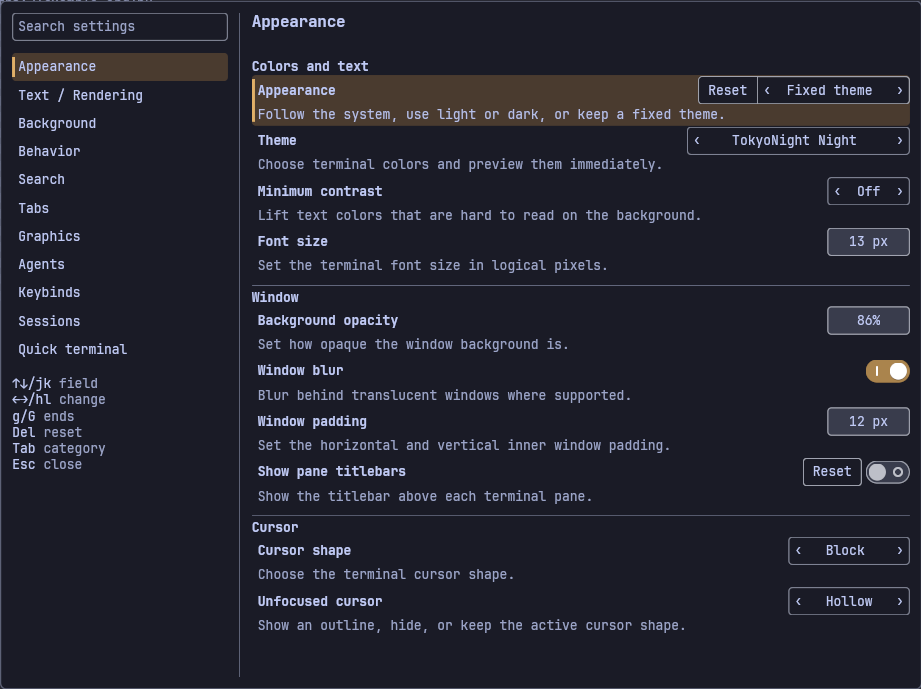 Search settings
Appearance
Text / Rendering
Background
Behavior
Search
Tabs
Graphics
Agents
Keybinds
Sessions
Quick terminal
↑↓/jk field
↔/hl change
g/G ends
Del reset
Tab category
Esc close
Appearance
Colors and text
Appearance
Reset ‹ Fixed theme ›
Follow the system, use light or dark, or keep a fixed theme.
Theme
‹ TokyoNight Night ›
Choose terminal colors and preview them immediately.
Minimum contrast
‹ Off ›
Lift text colors that are hard to read on the background.
Font size
13 px
Set the terminal font size in logical pixels.
Window
Background opacity
86%
Set how opaque the window background is.
Window blur
Blur behind translucent windows where supported.
Window padding
12 px
Set the horizontal and vertical inner window padding.
Show pane titlebars
Reset
Show the titlebar above each terminal pane.
Cursor
Cursor shape
‹ Block ›
Choose the terminal cursor shape.
Unfocused cursor
‹ Hollow ›
Show an outline, hide, or keep the active cursor shape.